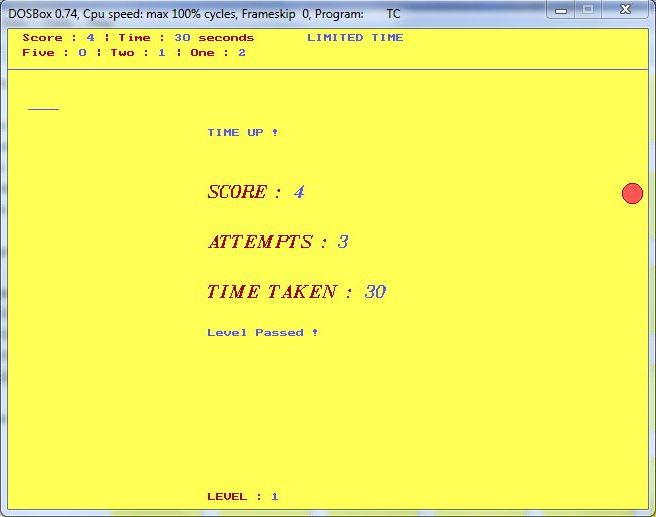 DOSBox 0.74, Cpu speed: max 100% cycles, Frameskip 0, Program: TC
Score : 4 ¦ Time : 30 seconds LIMITED TIME
Five : 0 ¦ Two : 1 ¦ One : 2
TIME UP !
SCORE : 4
ATTEMPTS : 3
TIME TAKEN : 30
Level Passed !
LEVEL : 1